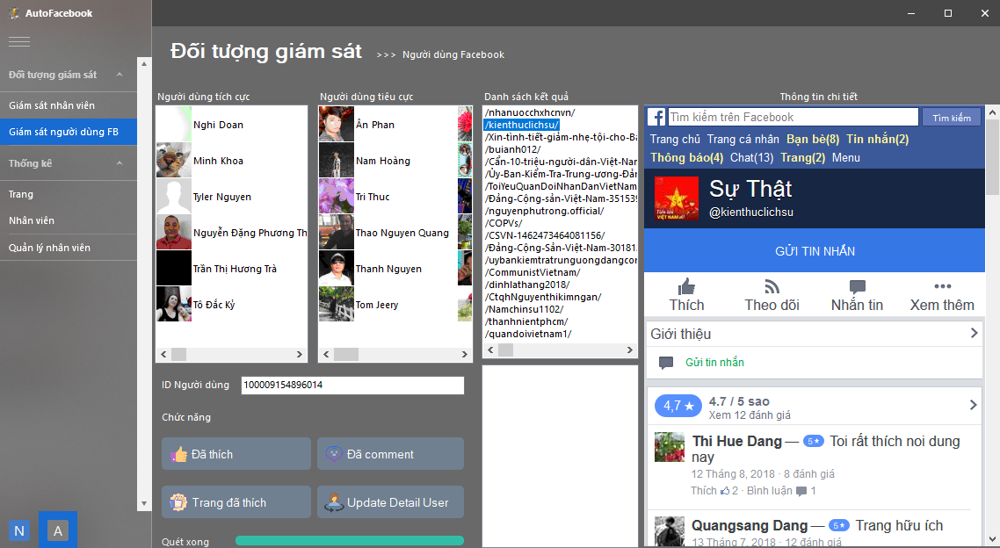 AutoFacebook
Đối tượng giám sát
Giám sát nhân viên
Giám sát người dùng FB
Thống kê
Trang
Nhân viên
Quản lý nhân viên
N
A
Đối tượng giám sát >>> Người dùng Facebook
Người dùng tích cực
Nghi Doan
Minh Khoa
Tyler Nguyen
Nguyễn Đặng Phương Th
Trần Thị Hương Trà
Tô Đắc Kỷ
Người dùng tiêu cực
Ân Phan
Nam Hoàng
Tri Thuc
Thao Nguyen Quang
Thanh Nguyen
Tom Jeery
Danh sách kết quả
/nhanuocchxhcnvn/
/kienthuclichsu/
/Xin-tình-tiết-giảm-nhẹ-tội-cho-Ba
/buianh012/
/Cần-10-triệu-người-dân-Việt-Nam
/Ủy-Ban-Kiểm-Tra-Trung-ương-Đản
/ToiYeuQuanDoiNhanDanVietNam
/Đảng-Cộng-sản-Việt-Nam-351539
/nguyenphutrong.official/
/COPVs/
/CSVN-1462473464081156/
/Đảng-Cộng-Sản-Việt-Nam-30181
/uybankiemtratrunguongdangcon
/CommunistVietnam/
/dinhlathang2018/
/CtqhNguyenthikimngan/
/Namchinsu1102/
/thanhnientphcm/
/quandoivietnam1/
ID Người dùng 100009154896014
Chức năng
Đã thích
Đã comment
Trang đã thích
Update Detail User
Quét xong
Thông tin chi tiết
Tìm kiếm trên Facebook Tìm kiếm
Trang chủ Trang cá nhân Bạn bè(8) Tin nhắn(2)
Thông báo(4) Chat(13) Trang(2) Menu
Sự Thật
@kienthuclichsu
GỬI TIN NHẮN
Thích Theo dõi Nhắn tin Xem thêm
Giới thiệu
Gửi tin nhắn
4,7 ★ 4.7 / 5 sao
Xem 12 đánh giá
Thi Hue Dang — 5★ Toi rất thích noi dung
nay
12 Tháng 8, 2018 · 8 đánh giá
Thích 2 · Bình luận 1
Quangsang Dang — 5★ Trang hữu ích
13 Tháng 7, 2018 · 12 đánh giá